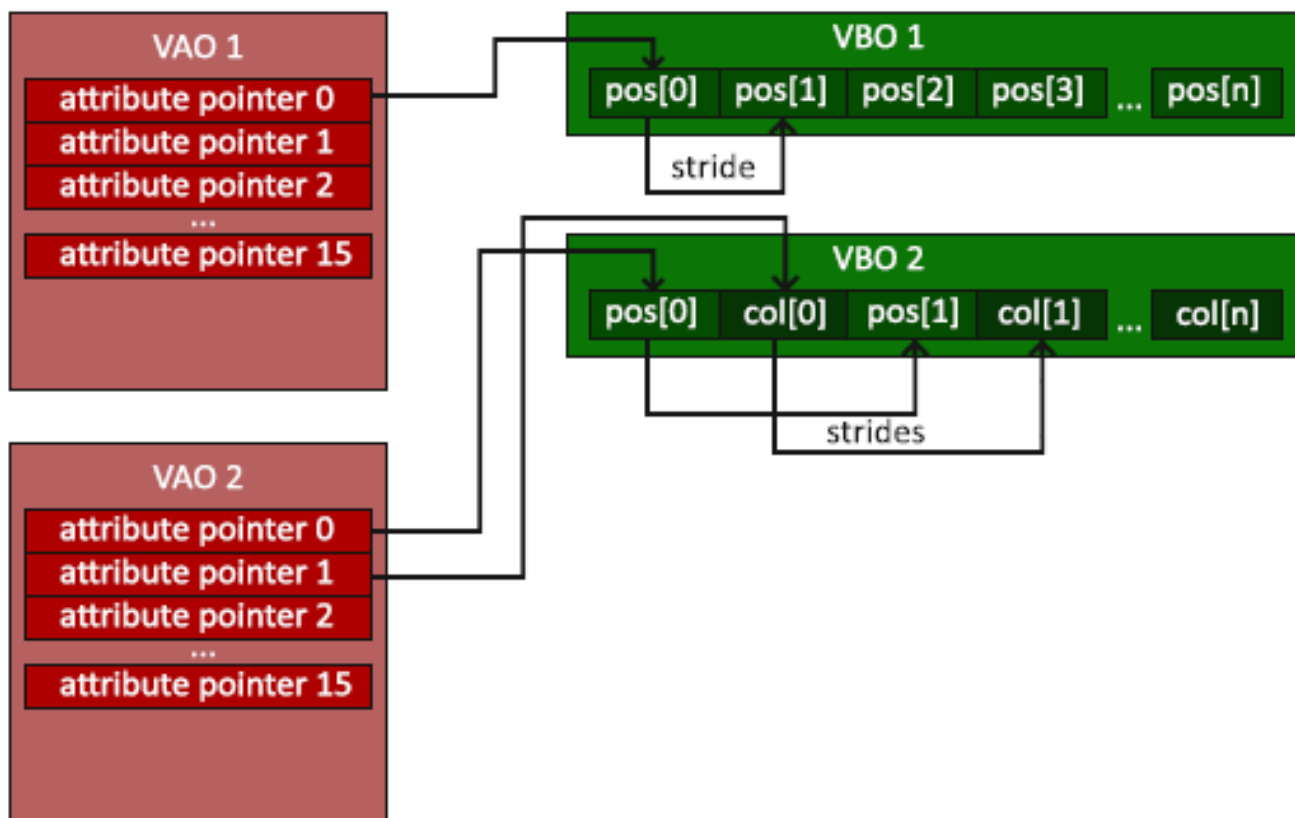 VAO 1
attribute pointer 0
attribute pointer 1
attribute pointer 2
...
attribute pointer 15
VBO 1
pos[0] pos[1] pos[2] pos[3] ... pos[n]
stride
VBO 2
pos[0] col[0] pos[1] col[1] ... col[n]
strides
VAO 2
attribute pointer 0
attribute pointer 1
attribute pointer 2
...
attribute pointer 15